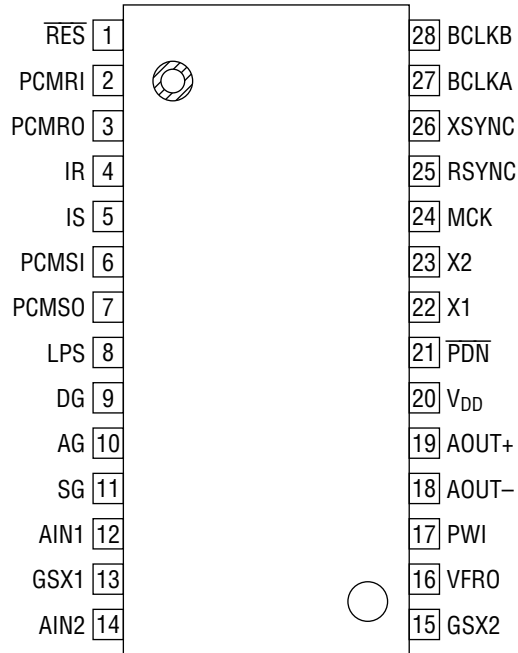 R̅E̅S̅ 1 28 BCLKB
PCMRI 2 27 BCLKA
PCMRO 3 26 XSYNC
IR 4 25 RSYNC
IS 5 24 MCK
PCMSI 6 23 X2
PCMSO 7 22 X1
LPS 8 21 P̅D̅N̅
DG 9 20 VDD
AG 10 19 AOUT+
SG 11 18 AOUT–
AIN1 12 17 PWI
GSX1 13 16 VFRO
AIN2 14 15 GSX2